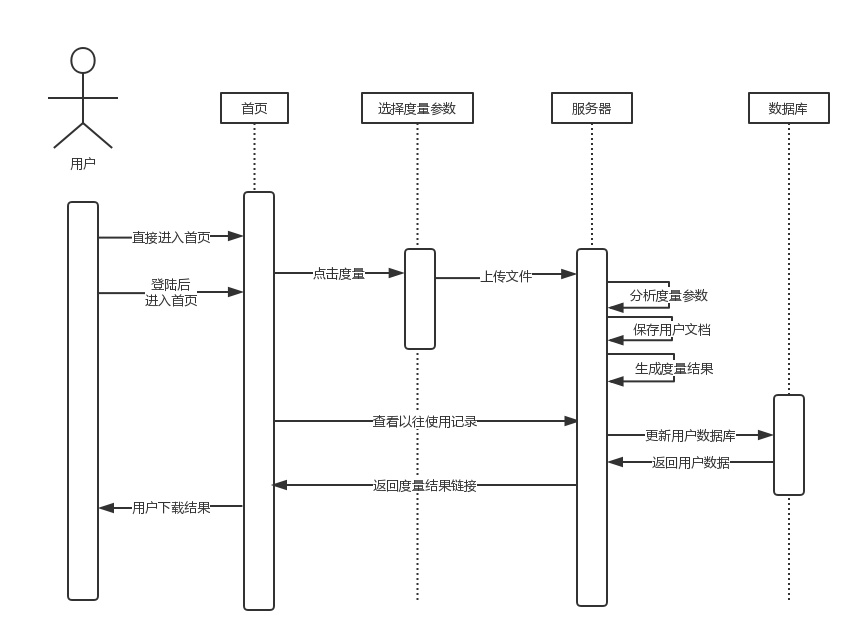 首页
选择度量参数
服务器
数据库
用户
直接进入首页
点击度量
上传文件
登陆后
进入首页
分析度量参数
保存用户文档
生成度量结果
查看以往使用记录
更新用户数据库
返回用户数据
返回度量结果链接
用户下载结果